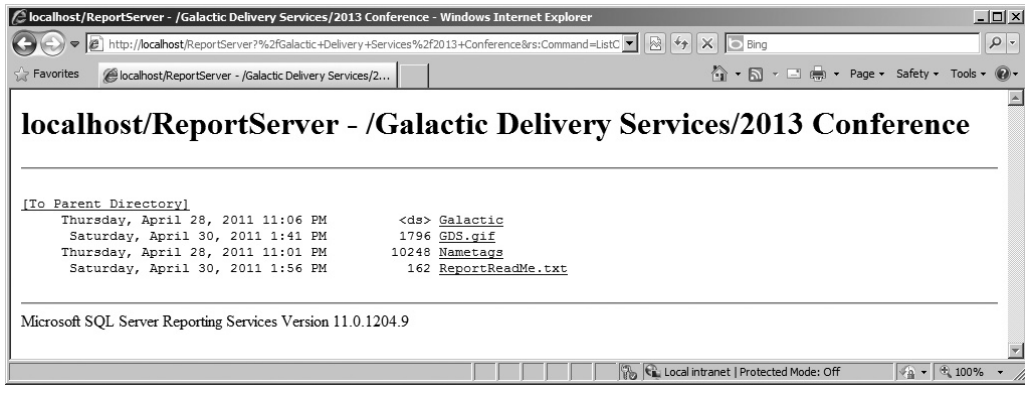 localhost/ReportServer - /Galactic Delivery Services/2013 Conference - Windows Internet Explorer
http://localhost/ReportServer?%2fGalactic+Delivery+Services%2f2013+Conference&rs:Command=ListC
Bing
Favorites
localhost/ReportServer - /Galactic Delivery Services/2...
Page
Safety
Tools
localhost/ReportServer - /Galactic Delivery Services/2013 Conference
[To Parent Directory]
Thursday, April 28, 2011 11:06 PM <ds> Galactic
Saturday, April 30, 2011 1:41 PM 1796 GDS.gif
Thursday, April 28, 2011 11:01 PM 10248 Nametags
Saturday, April 30, 2011 1:56 PM 162 ReportReadMe.txt
Microsoft SQL Server Reporting Services Version 11.0.1204.9
Local intranet | Protected Mode: Off
100%